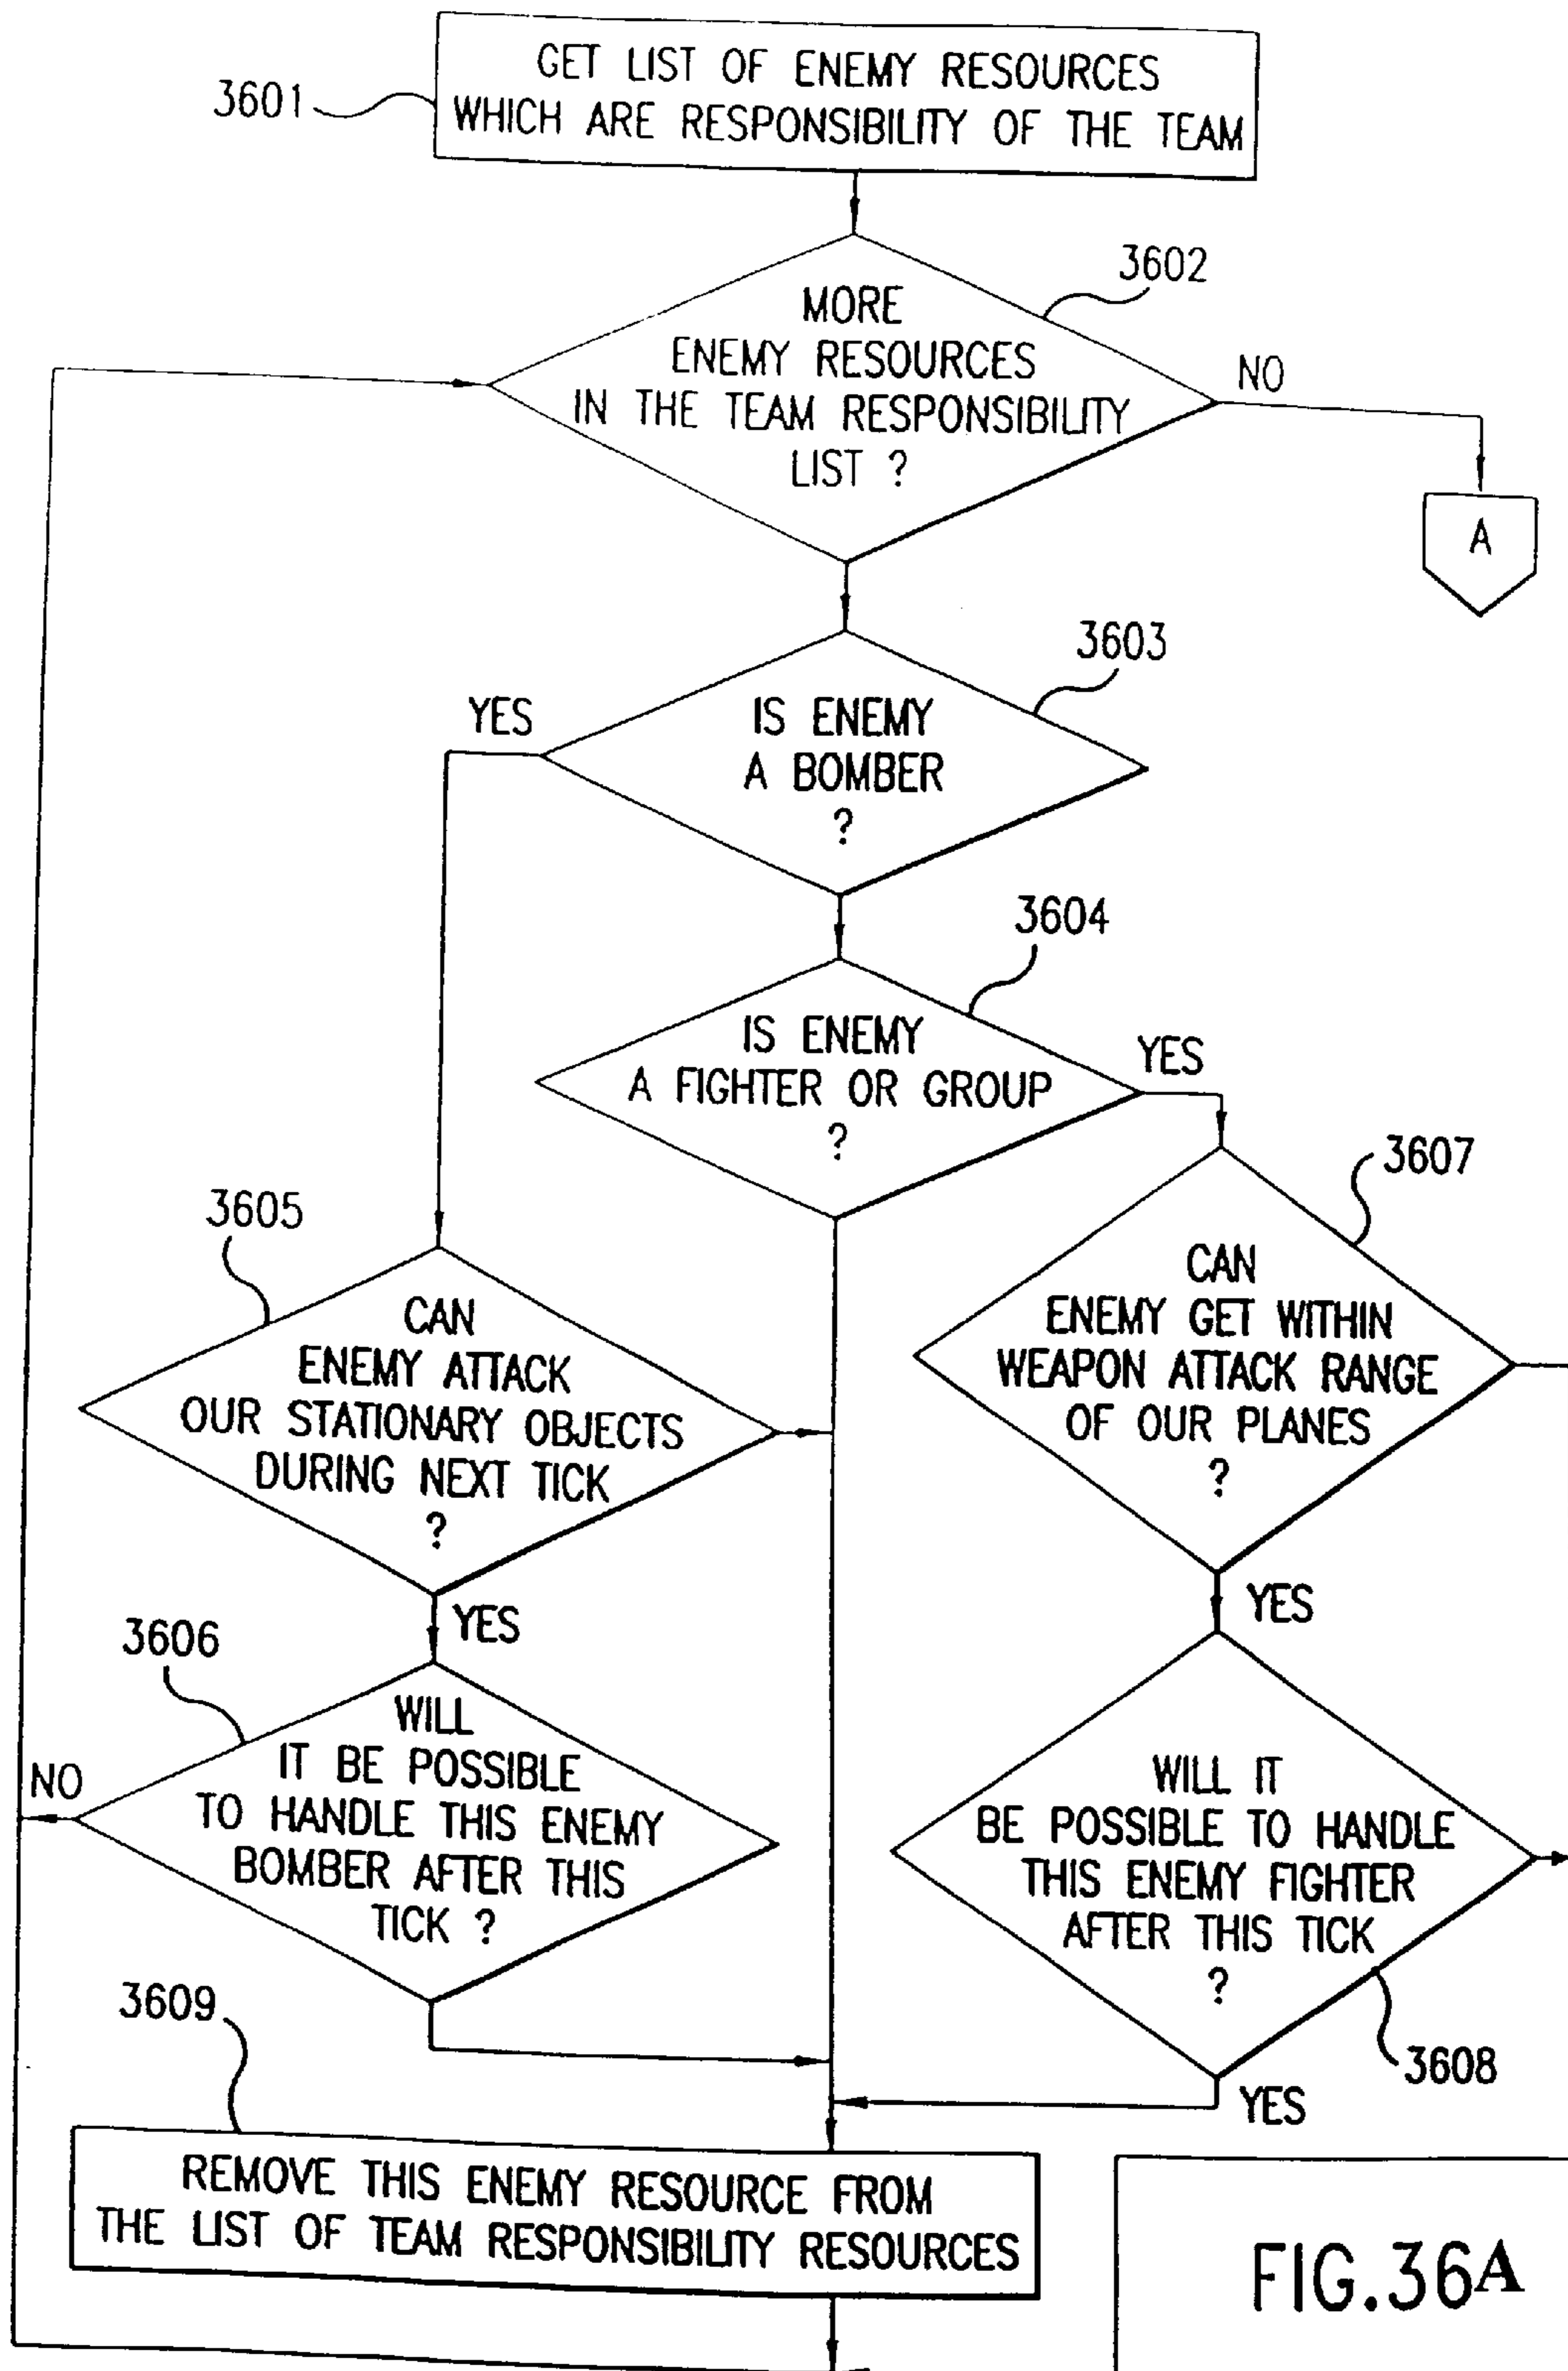 GET LIST OF ENEMY RESOURCES
WHICH ARE RESPONSIBILITY OF THE TEAM
3601
3602
MORE
ENEMY RESOURCES
IN THE TEAM RESPONSIBILITY
LIST ?
NO
A
3603
YES
IS ENEMY
A BOMBER
?
3604
IS ENEMY
A FIGHTER OR GROUP
?
YES
3605
CAN
ENEMY ATTACK
OUR STATIONARY OBJECTS
DURING NEXT TICK
?
YES
3607
CAN
ENEMY GET WITHIN
WEAPON ATTACK RANGE
OF OUR PLANES
?
YES
3606
WILL
IT BE POSSIBLE
TO HANDLE THIS ENEMY
BOMBER AFTER THIS
TICK ?
NO
WILL IT
BE POSSIBLE TO HANDLE
THIS ENEMY FIGHTER
AFTER THIS TICK
?
3608
YES
3609
REMOVE THIS ENEMY RESOURCE FROM
THE LIST OF TEAM RESPONSIBILITY RESOURCES
FIG.36A